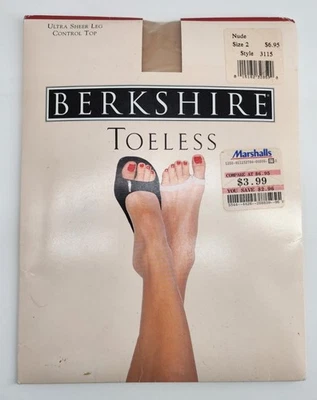 ULTRA SHEER LEG
CONTROL TOP
Nude
Size 2 $6.95
Style 3115
BERKSHIRE
TOELESS
Marshalls
COMPARE AT $6.95
$3.99
YOU SAVE $2.96